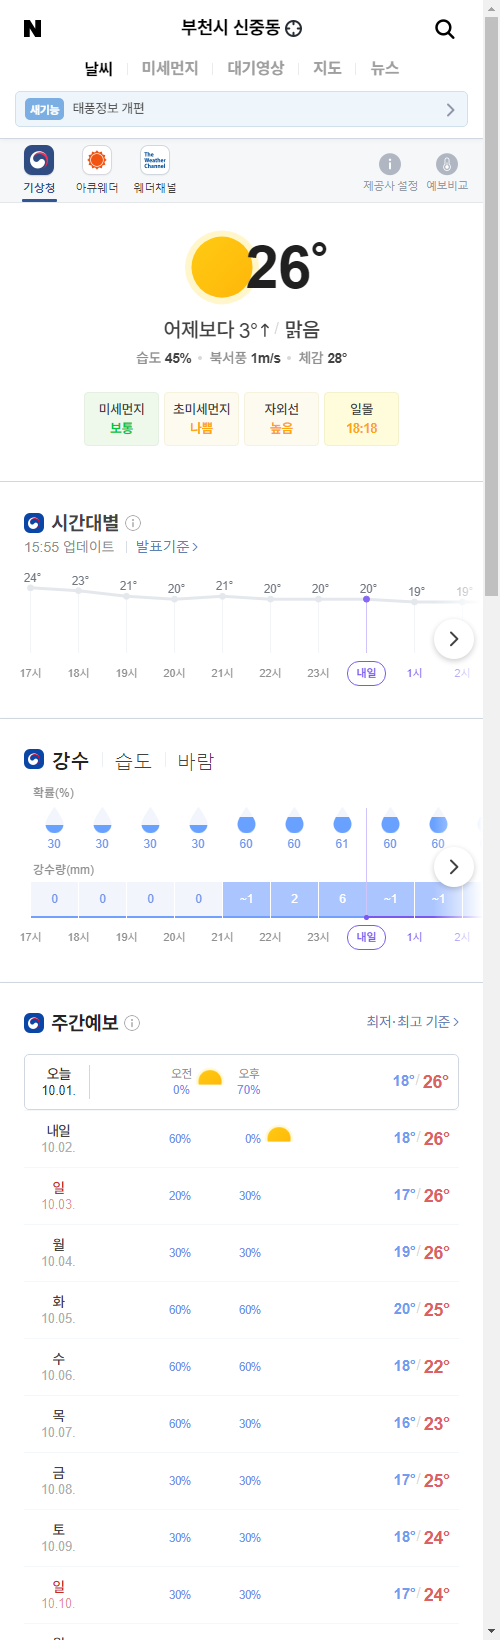 N 부천시 신중동
날씨 미세먼지 대기영상 지도 뉴스
새기능 태풍정보 개편
The Weather Channel
기상청 아큐웨더 웨더채널 제공사 설정 예보비교
26°
어제보다 3°↑ / 맑음
습도 45% • 북서풍 1m/s • 체감 28°
미세먼지 초미세먼지 자외선 일몰
보통 나쁨 높음 18:18
시간대별
15:55 업데이트 발표기준
24° 23° 21° 20° 21° 20° 20° 20° 19° 19°
17시 18시 19시 20시 21시 22시 23시 내일 1시 2시
강수 습도 바람
확률(%)
30 30 30 30 60 60 61 60 60
강수량(mm)
0 0 0 0 ~1 2 6 ~1 ~1
17시 18시 19시 20시 21시 22시 23시 내일 1시 2시
주간예보 최저·최고 기준
오늘 오전 오후
10.01. 0% 70% 18°/ 26°
내일
10.02. 60% 0% 18°/ 26°
일
10.03. 20% 30% 17°/ 26°
월
10.04. 30% 30% 19°/ 26°
화
10.05. 60% 60% 20°/ 25°
수
10.06. 60% 60% 18°/ 22°
목
10.07. 60% 30% 16°/ 23°
금
10.08. 30% 30% 17°/ 25°
토
10.09. 30% 30% 18°/ 24°
일
10.10. 30% 30% 17°/ 24°